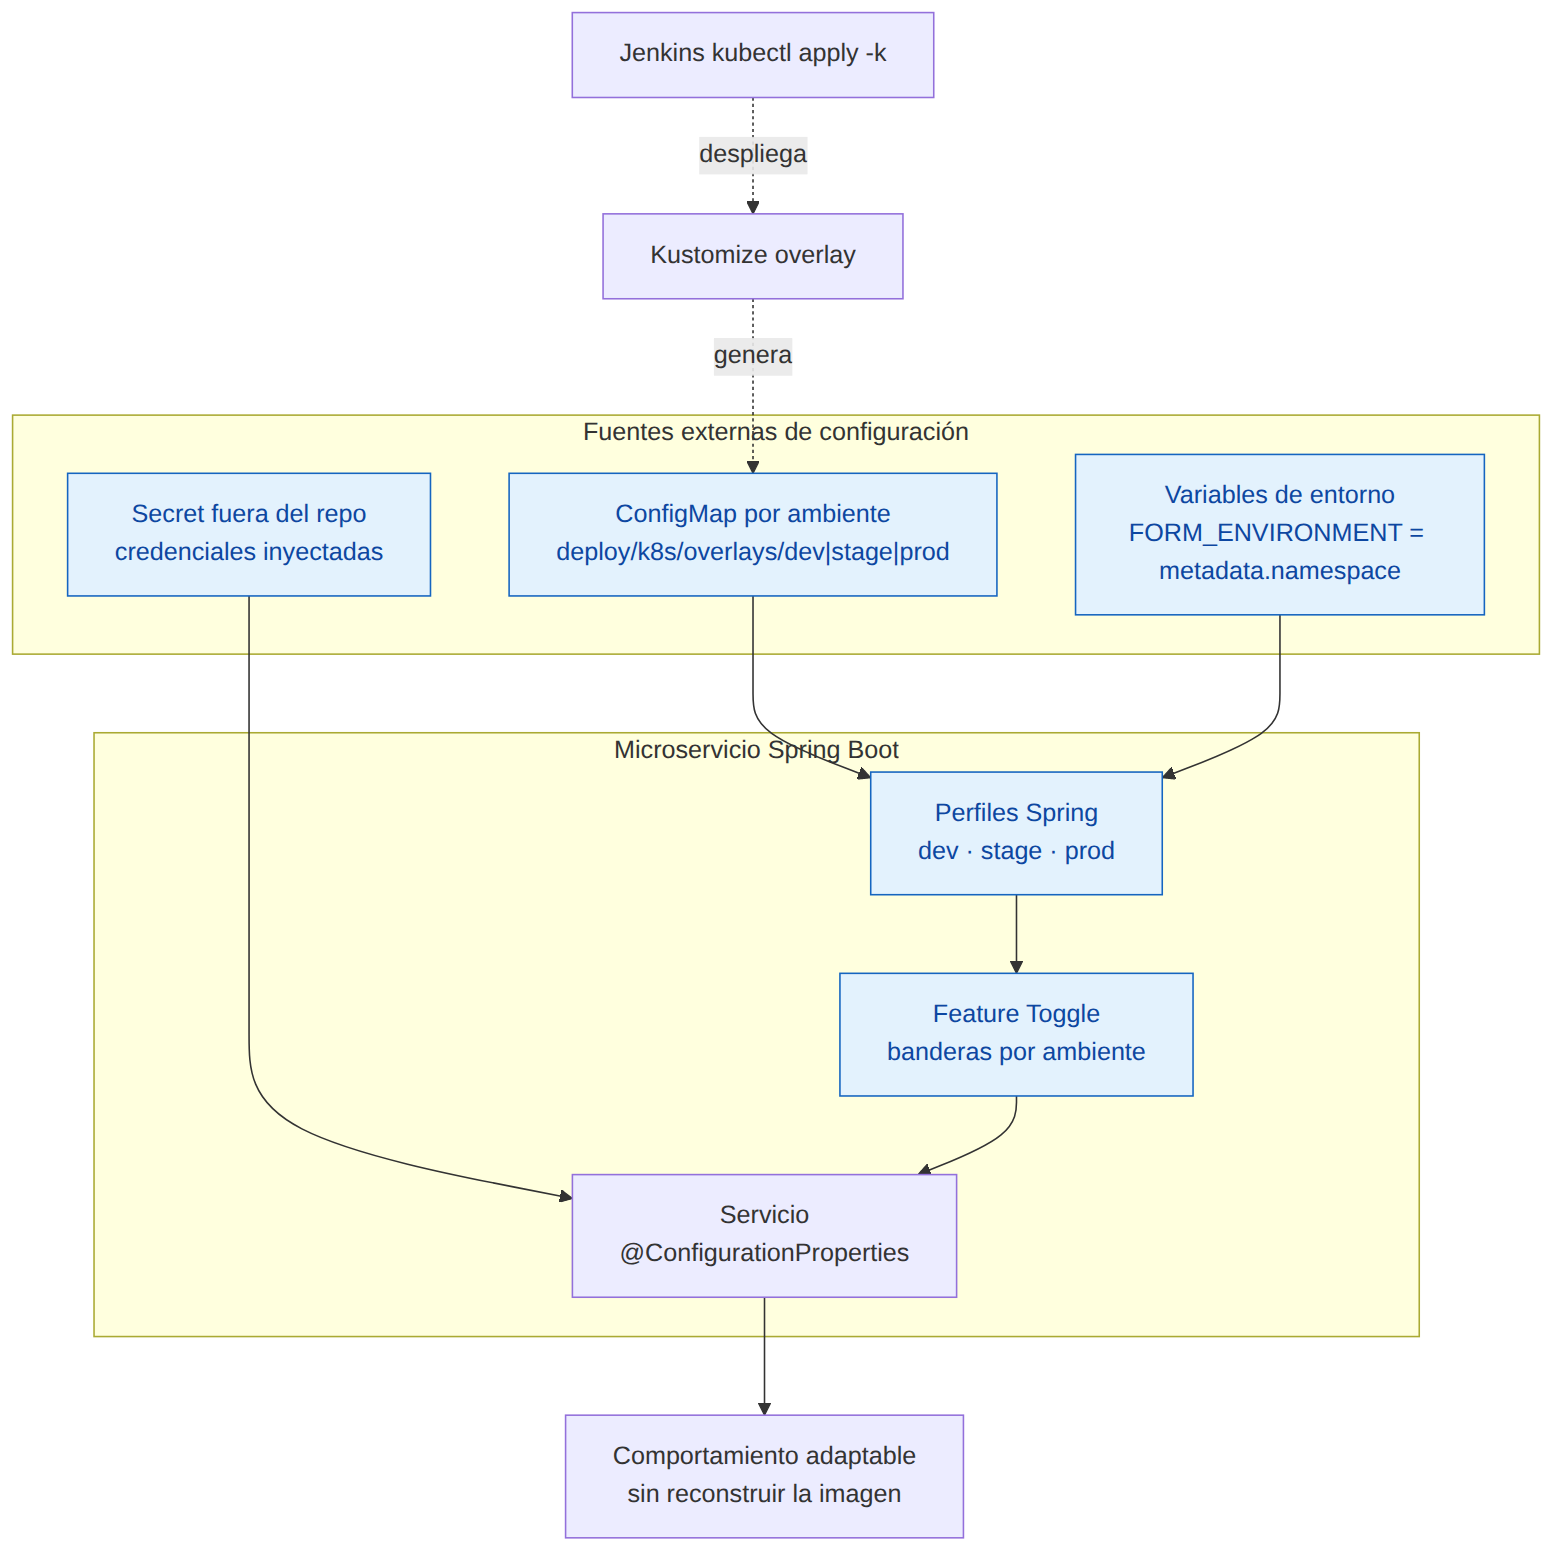 Jenkins kubectl apply -k
despliega
Kustomize overlay
genera
Fuentes externas de configuración
Secret fuera del repo
credenciales inyectadas
ConfigMap por ambiente
deploy/k8s/overlays/dev|stage|prod
Variables de entorno
FORM_ENVIRONMENT =
metadata.namespace
Microservicio Spring Boot
Perfiles Spring
dev · stage · prod
Feature Toggle
banderas por ambiente
Servicio
@ConfigurationProperties
Comportamiento adaptable
sin reconstruir la imagen